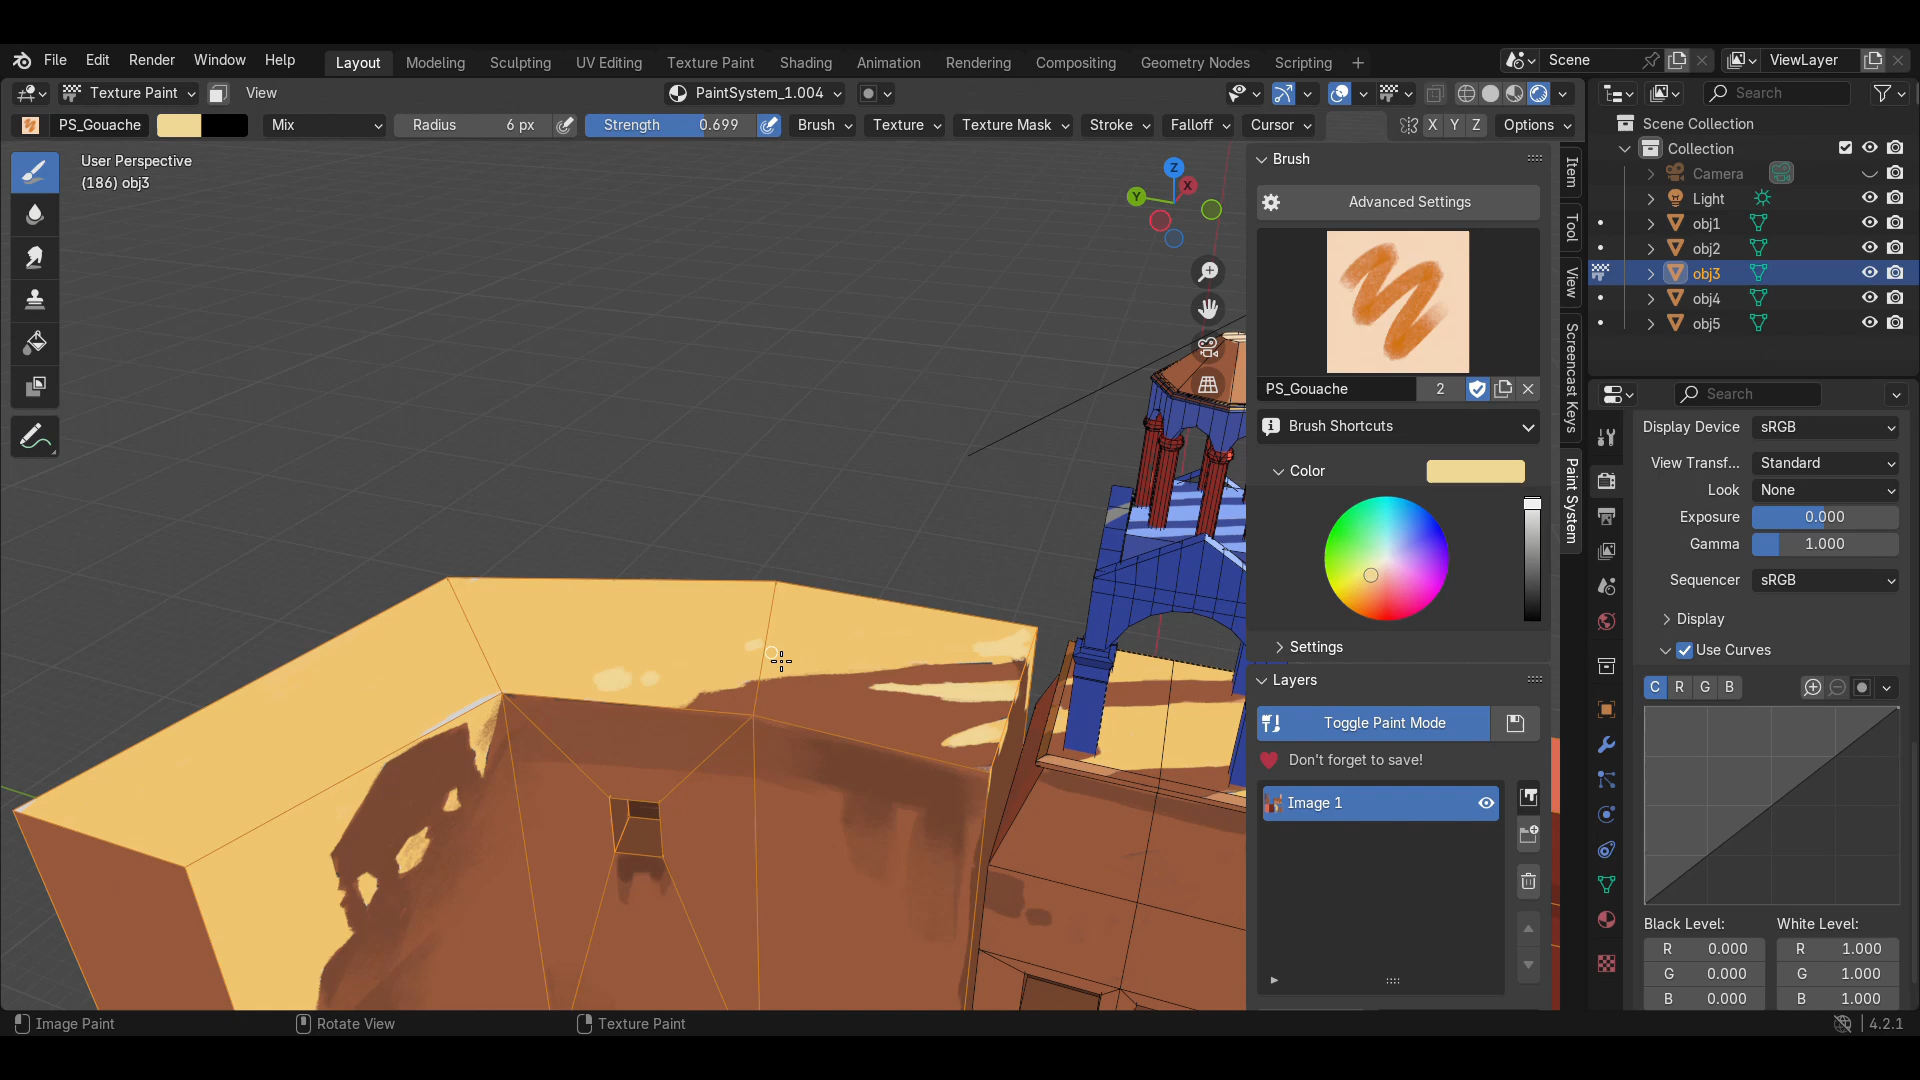 File Edit Render Window Help Layout Modeling Sculpting UV Editing Texture Paint Shading Animation Rendering Compositing Geometry Nodes Scripting Scene ViewLayer
Texture Paint View PaintSystem_1.004 Search
PS_Gouache Mix Radius 6 px Strength 0.699 Brush Texture Texture Mask Stroke Falloff Cursor X Y Z Options
Scene Collection
Collection
Camera
Light
obj1
obj2
obj3
obj4
obj5
User Perspective
(186) obj3
Z
X
Y
Brush
Advanced Settings
PS_Gouache 2
Brush Shortcuts
Color
Settings
Layers
Toggle Paint Mode
Don't forget to save!
Image 1
Item
Tool
View
Screencast Keys
Paint System
Search
Display Device sRGB
View Transf... Standard
Look None
Exposure 0.000
Gamma 1.000
Sequencer sRGB
Display
Use Curves
C R G B
Black Level: White Level:
R 0.000 R 1.000
G 0.000 G 1.000
B 0.000 B 1.000
Image Paint Rotate View Texture Paint 4.2.1